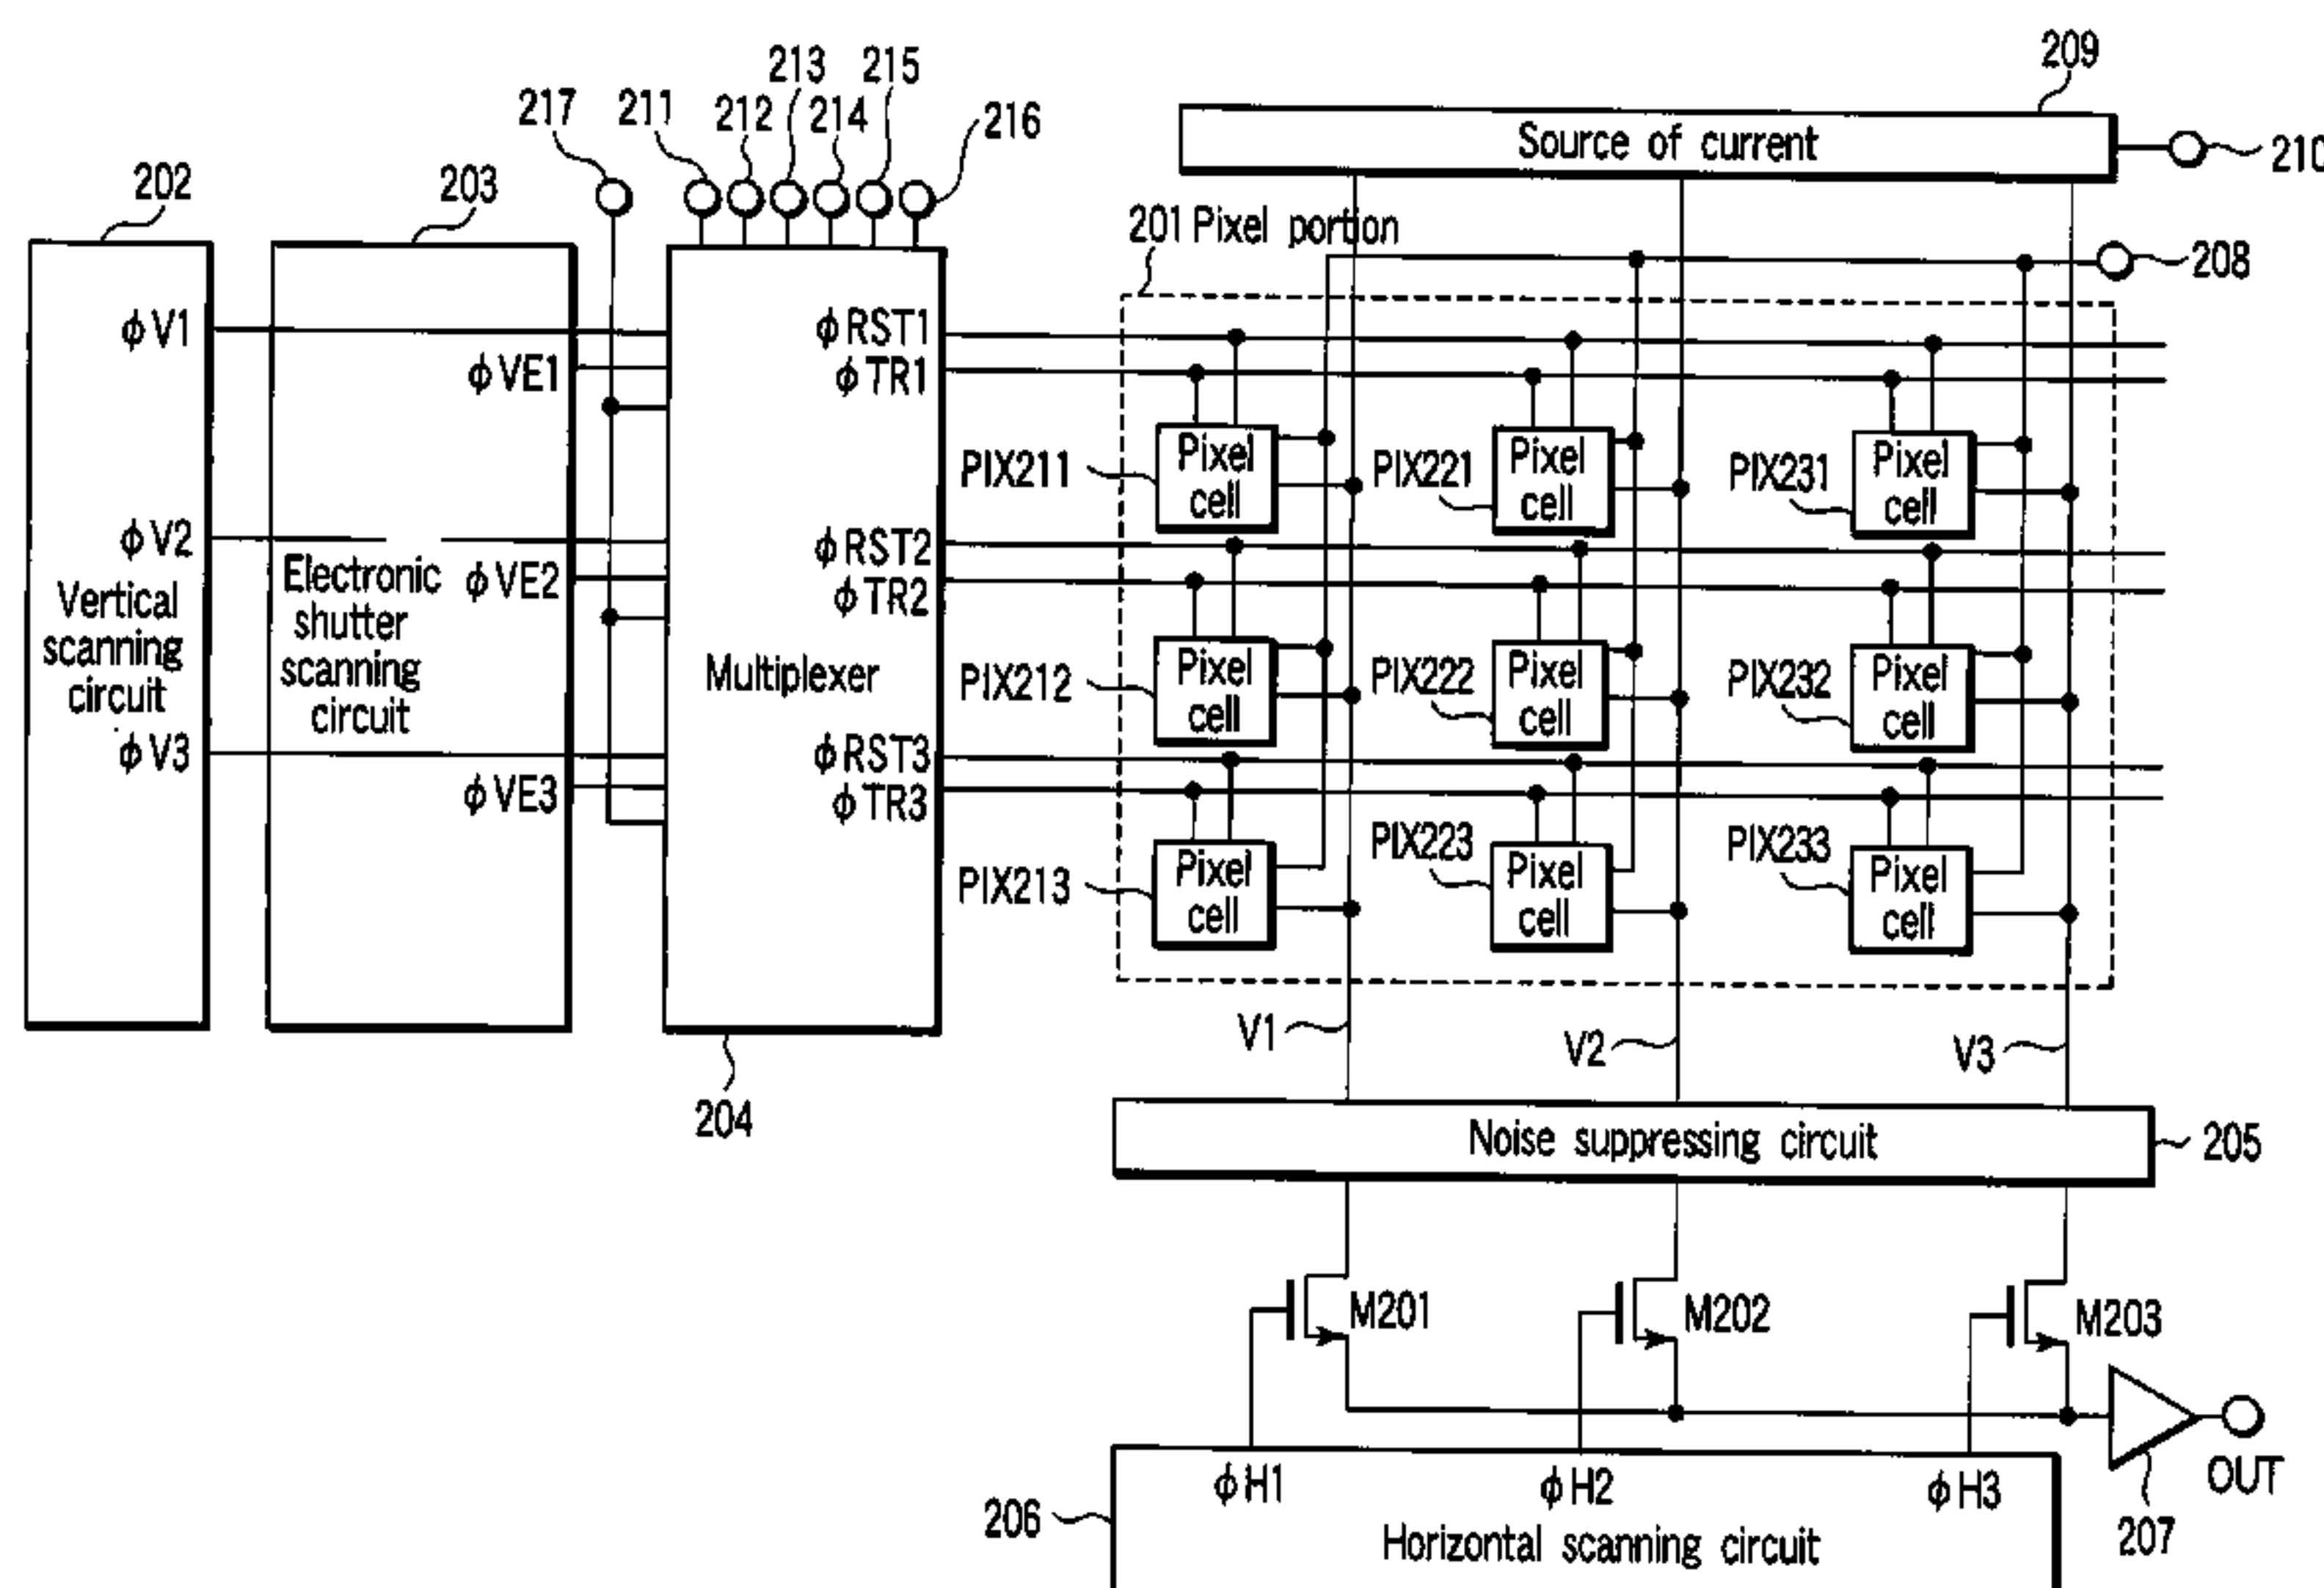 209
213 215
217 211 212 214 216
Source of current
210
202
203
201 Pixel portion
208
φV1
φRST1
φVE1
φTR1
PIX211
Pixel
cell
PIX221
Pixel
cell
PIX231
Pixel
cell
φV2
φRST2
Electronic
shutter
scanning
circuit
φVE2
φTR2
Vertical
scanning
circuit
Multiplexer
PIX212
Pixel
cell
PIX222
Pixel
cell
PIX232
Pixel
cell
φV3
φRST3
φVE3
φTR3
PIX213
Pixel
cell
PIX223
Pixel
cell
PIX233
Pixel
cell
V1
V2
V3
204
Noise suppressing circuit
205
M201
M202
M203
φH1
φH2
φH3
OUT
206
Horizontal scanning circuit
207